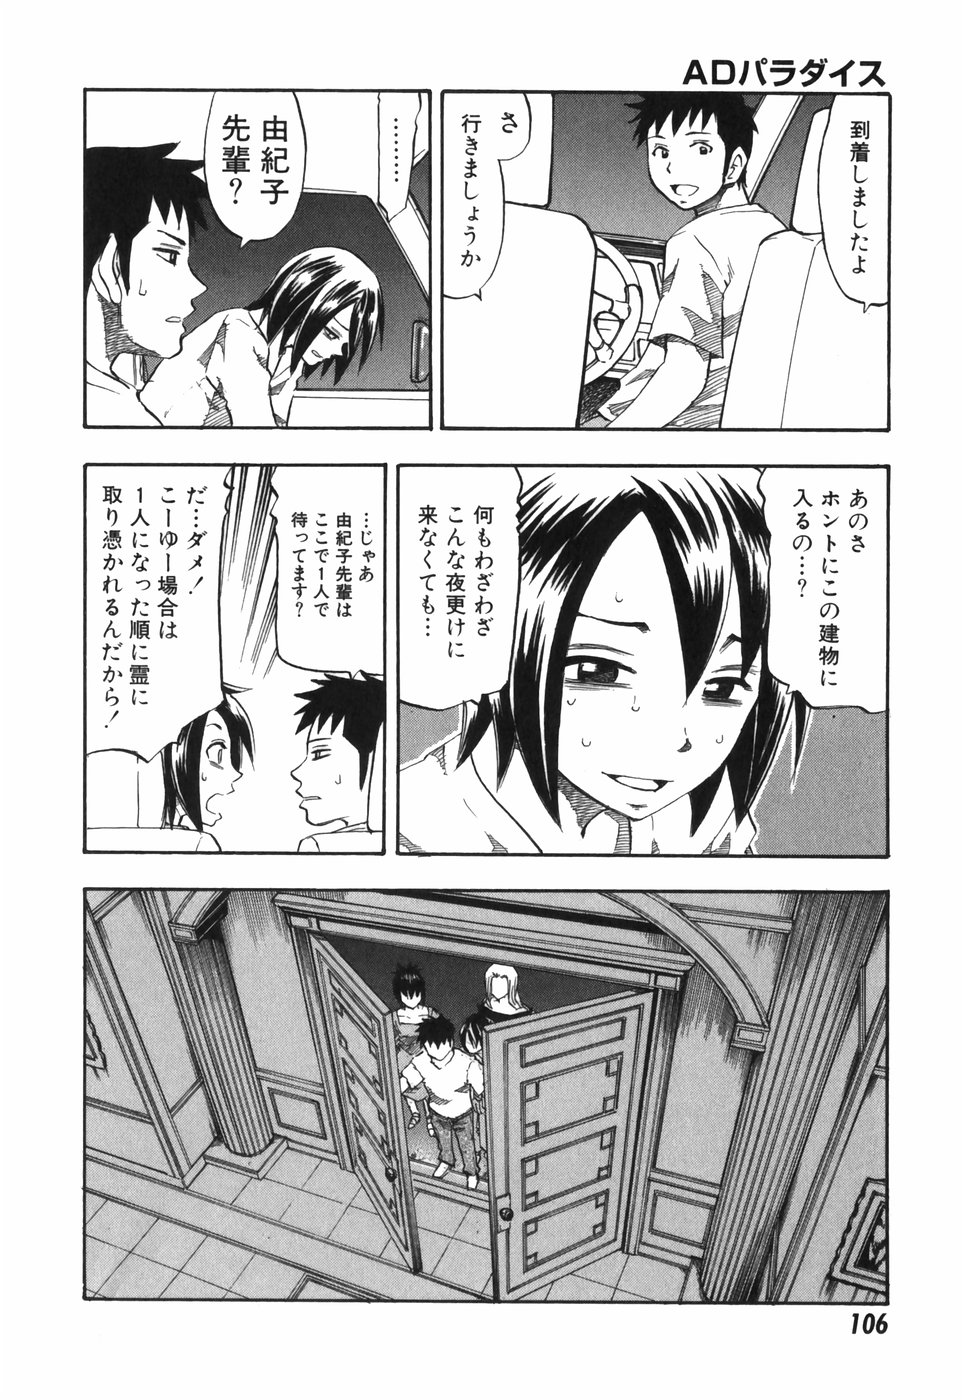 ADパラダイス
到着しましたよ
さ
行きましょうか
………
由紀子
先輩？
あのさ
ホントにこの建物に
入るの…？
何もわざわざ
こんな夜更けに
来なくても…
…じゃあ
由紀子先輩は
ここで1人で
待ってます？
だ…ダメ！
こーゆー場合は
1人になった順に霊に
取り憑かれるんだから！
106